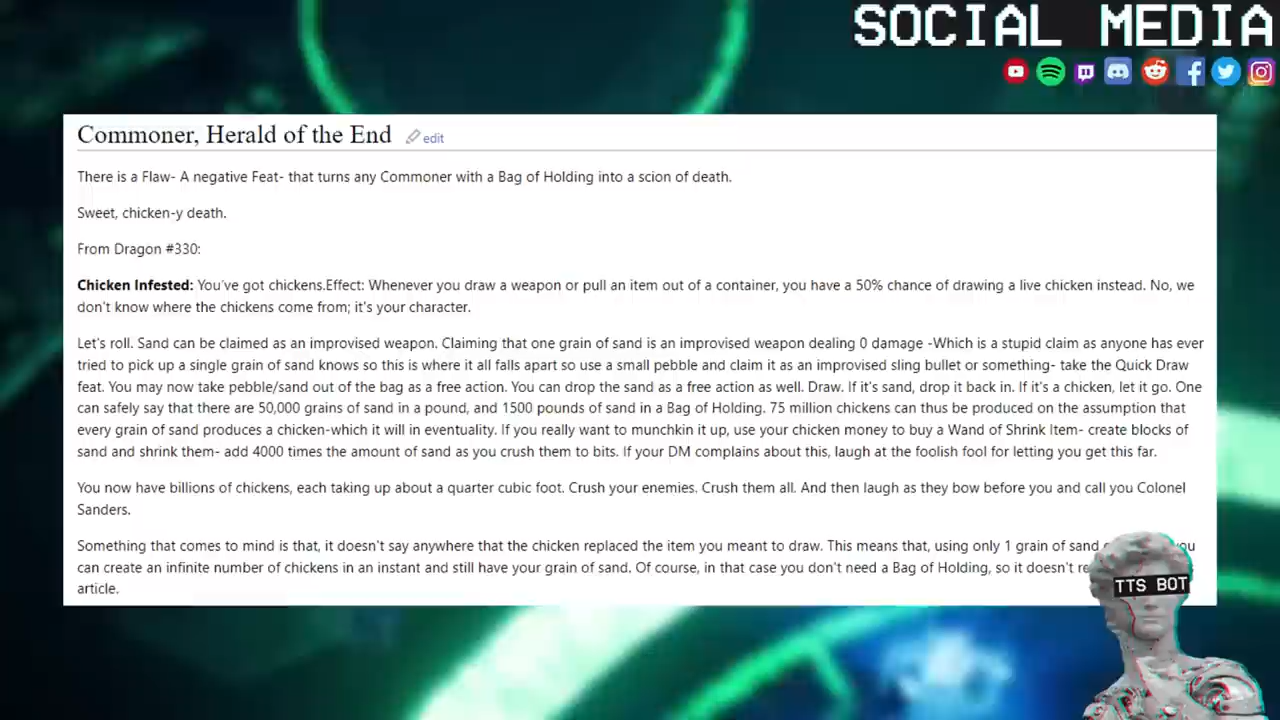 SOCIAL MEDIA
Commoner, Herald of the End edit
There is a Flaw- A negative Feat- that turns any Commoner with a Bag of Holding into a scion of death.
Sweet, chicken-y death.
From Dragon #330:
Chicken Infested: You've got chickens.Effect: Whenever you draw a weapon or pull an item out of a container, you have a 50% chance of drawing a live chicken instead. No, we
don't know where the chickens come from; it's your character.
Let's roll. Sand can be claimed as an improvised weapon. Claiming that one grain of sand is an improvised weapon dealing 0 damage -Which is a stupid claim as anyone has ever
tried to pick up a single grain of sand knows so this is where it all falls apart so use a small pebble and claim it as an improvised sling bullet or something- take the Quick Draw
feat. You may now take pebble/sand out of the bag as a free action. You can drop the sand as a free action as well. Draw. If it's sand, drop it back in. If it's a chicken, let it go. One
can safely say that there are 50,000 grains of sand in a pound, and 1500 pounds of sand in a Bag of Holding. 75 million chickens can thus be produced on the assumption that
every grain of sand produces a chicken-which it will in eventuality. If you really want to munchkin it up, use your chicken money to buy a Wand of Shrink Item- create blocks of
sand and shrink them- add 4000 times the amount of sand as you crush them to bits. If your DM complains about this, laugh at the foolish fool for letting you get this far.
You now have billions of chickens, each taking up about a quarter cubic foot. Crush your enemies. Crush them all. And then laugh as they bow before you and call you Colonel
Sanders.
Something that comes to mind is that, it doesn't say anywhere that the chicken replaced the item you meant to draw. This means that, using only 1 grain of sand
can create an infinite number of chickens in an instant and still have your grain of sand. Of course, in that case you don't need a Bag of Holding, so it doesn't
article.
TTS BOT